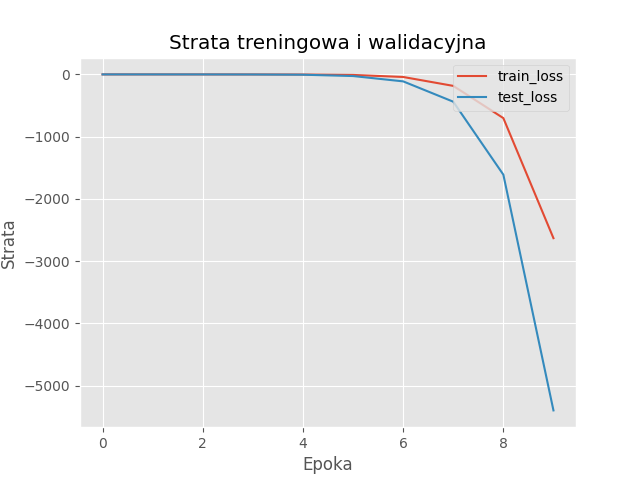 Strata treningowa i walidacyjna
train_loss
test_loss
0
−1000
−2000
−3000
−4000
−5000
Strata
0 2 4 6 8
Epoka